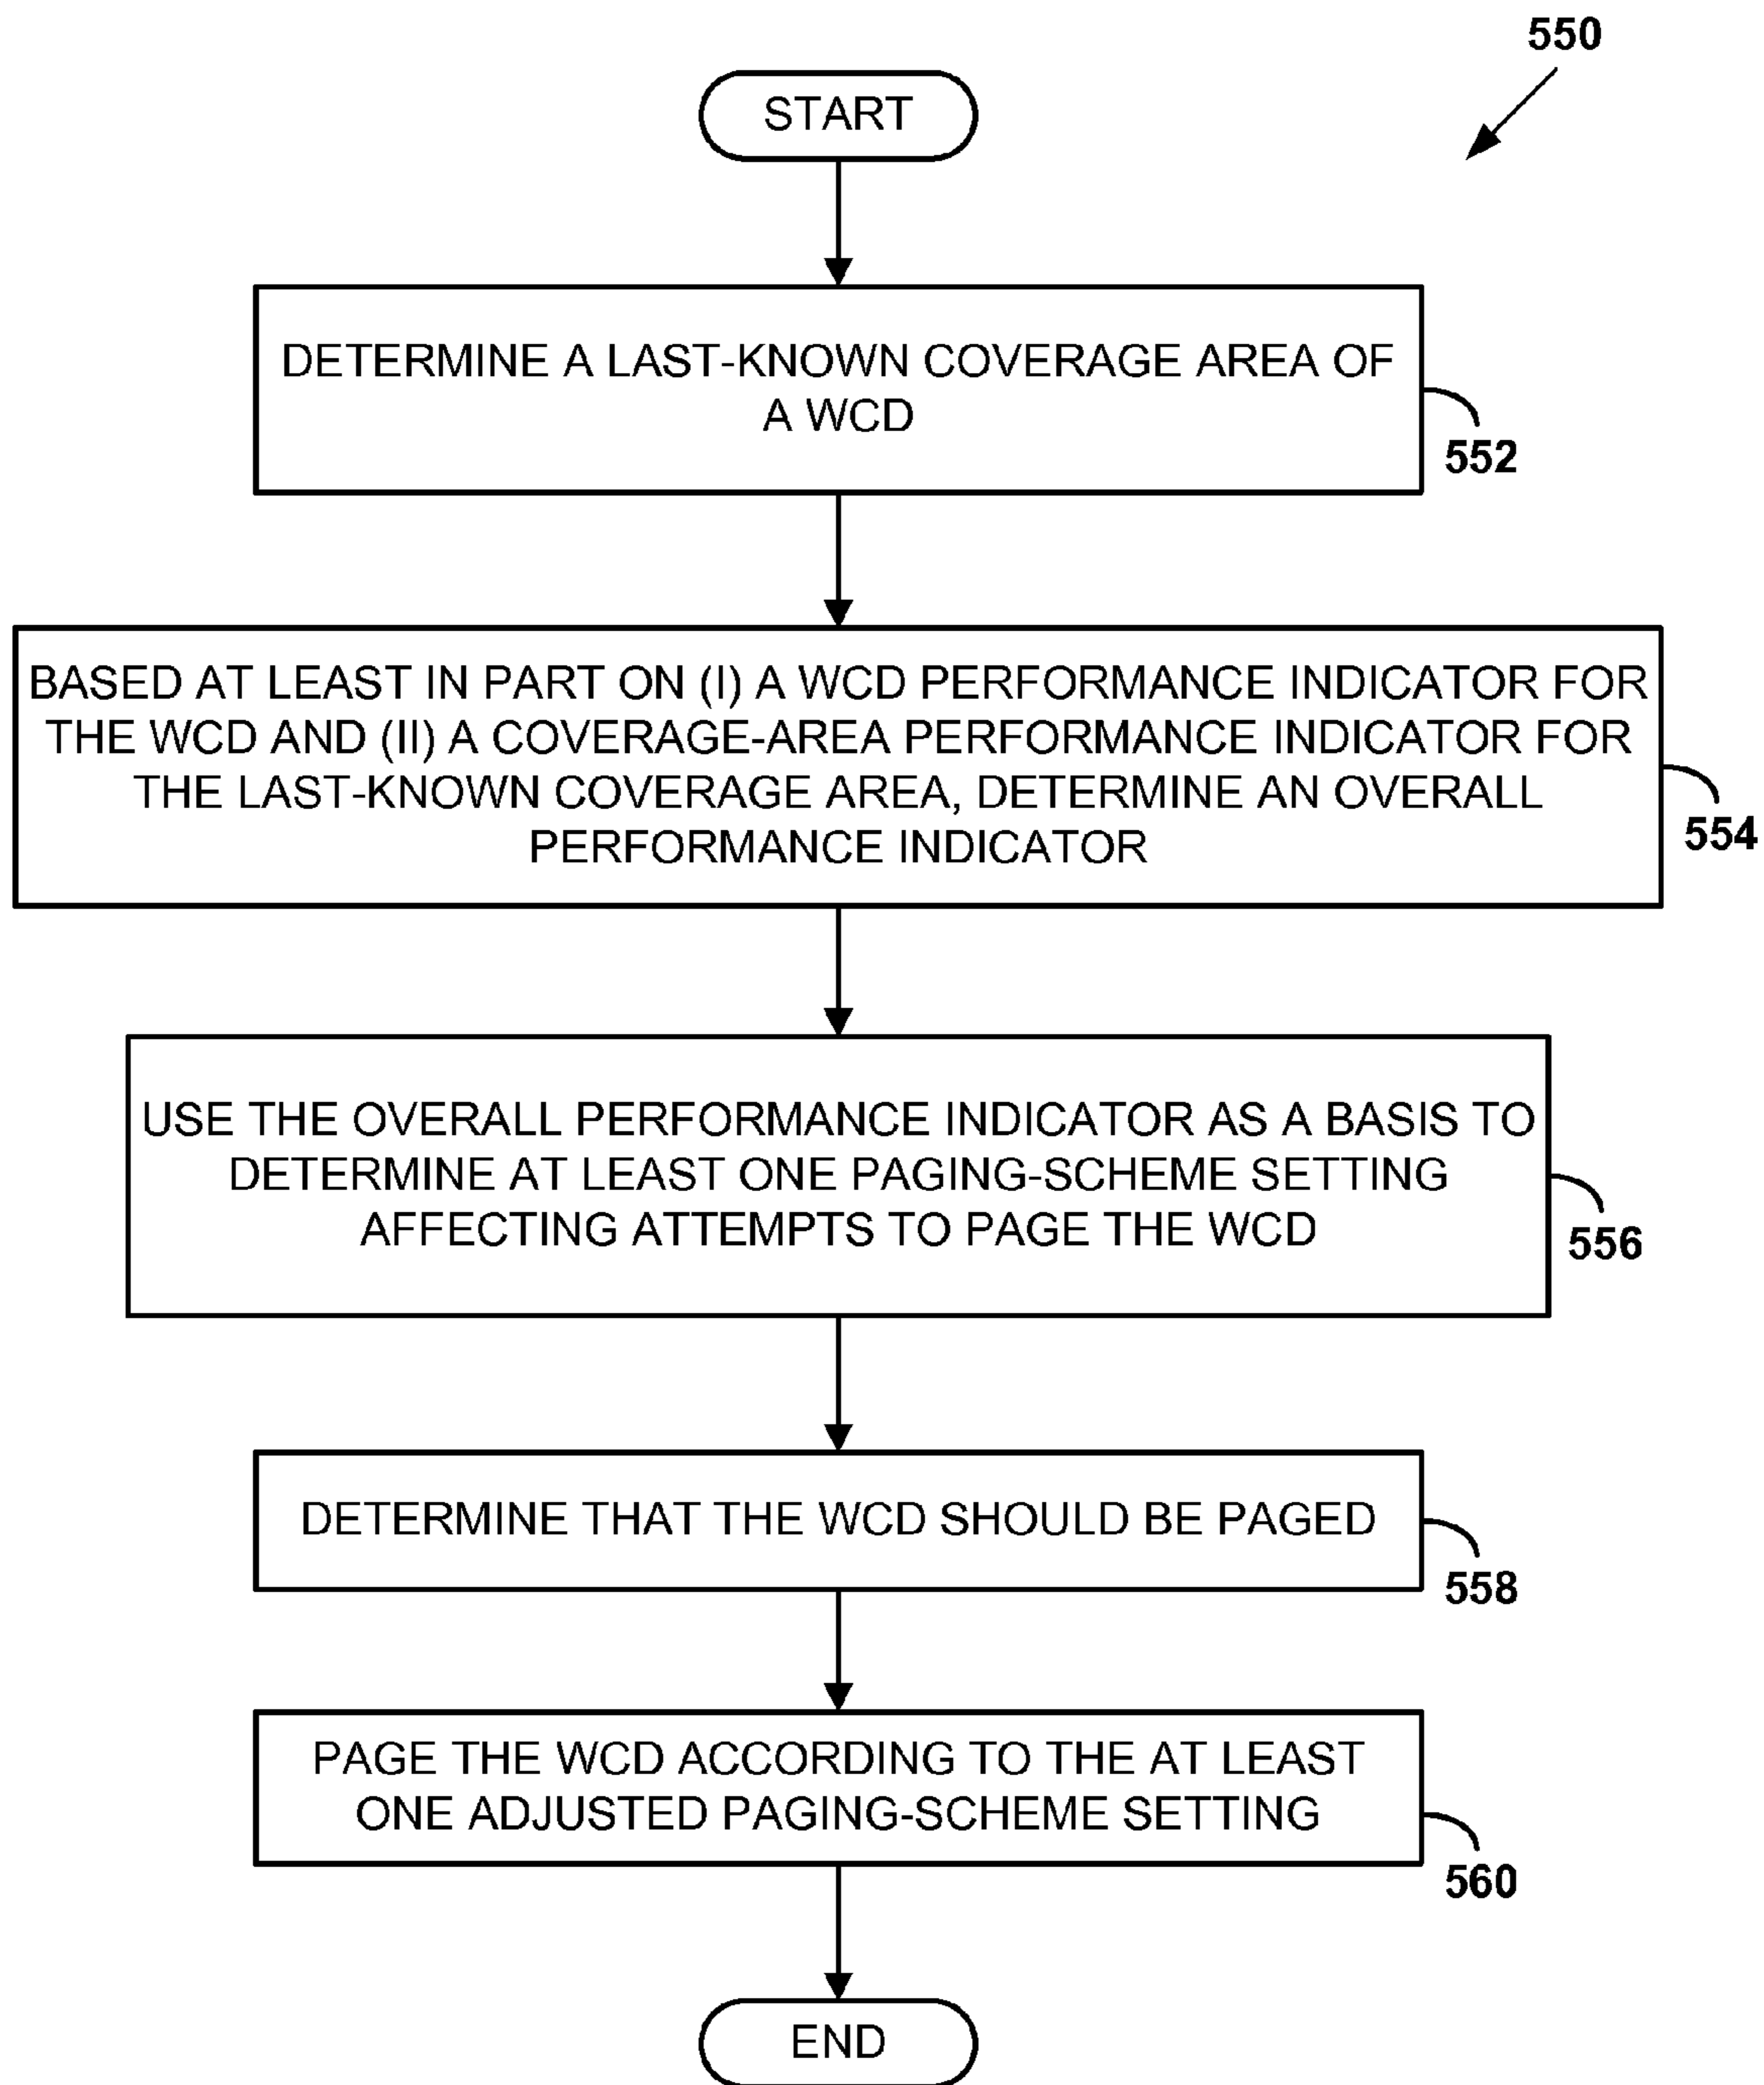 550
START
DETERMINE A LAST-KNOWN COVERAGE AREA OF
A WCD
552
BASED AT LEAST IN PART ON (I) A WCD PERFORMANCE INDICATOR FOR
THE WCD AND (II) A COVERAGE-AREA PERFORMANCE INDICATOR FOR
THE LAST-KNOWN COVERAGE AREA, DETERMINE AN OVERALL
PERFORMANCE INDICATOR
554
USE THE OVERALL PERFORMANCE INDICATOR AS A BASIS TO
DETERMINE AT LEAST ONE PAGING-SCHEME SETTING
AFFECTING ATTEMPTS TO PAGE THE WCD
556
DETERMINE THAT THE WCD SHOULD BE PAGED
558
PAGE THE WCD ACCORDING TO THE AT LEAST
ONE ADJUSTED PAGING-SCHEME SETTING
560
END